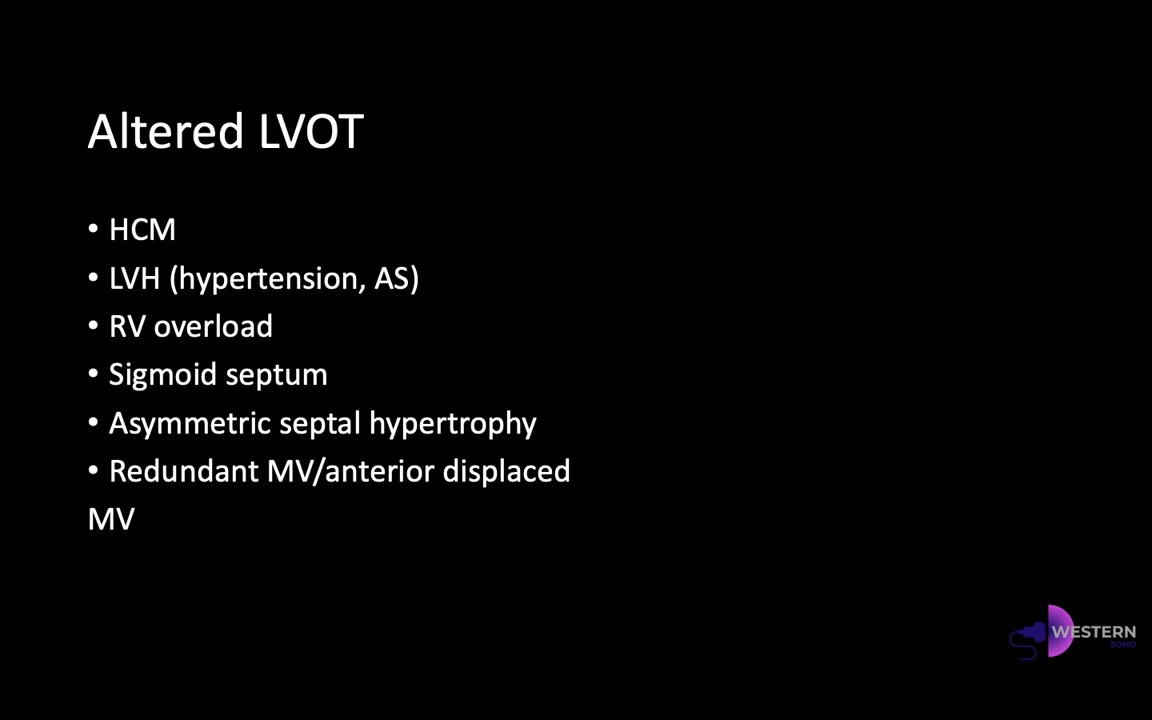 Altered LVOT
• HCM
• LVH (hypertension, AS)
• RV overload
• Sigmoid septum
• Asymmetric septal hypertrophy
• Redundant MV/anterior displaced
MV
WESTERN
SONO